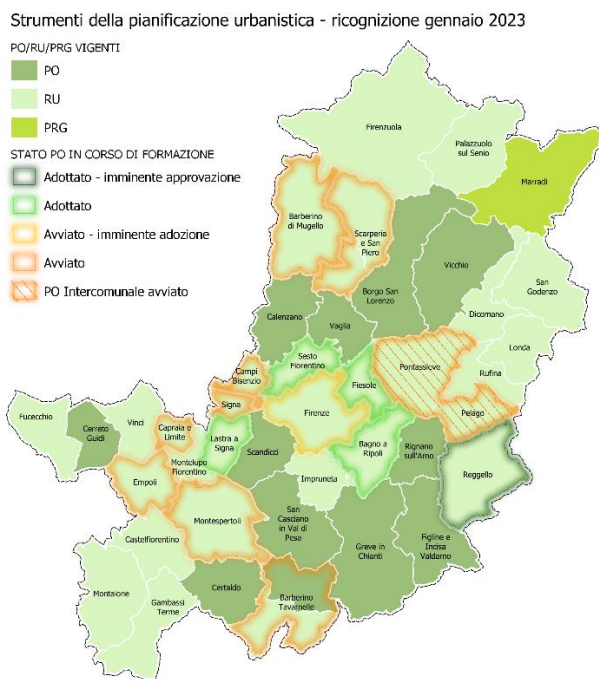 Strumenti della pianificazione urbanistica - ricognizione gennaio 2023
PO/RU/PRG VIGENTI
PO
RU
PRG
STATO PO IN CORSO DI FORMAZIONE
Adottato - imminente approvazione
Adottato
Avviato - imminente adozione
Avviato
PO Intercomunale avviato
Firenzuola
Palazzuolo
sul Senio
Marradi
Barberino
di Mugello
Scarperia
e San
Piero
Vicchio
Borgo San
Lorenzo
San
Godenzo
Dicomano
Calenzano
Vaglia
Londa
Sesto
Fiorentino
Pontassieve
Rufina
Campi
Bisenzio
Fiesole
Signa
Firenze
Pelago
Fucecchio
Vinci
Cerreto
Guidi
Capraia e
Limite
Lastra a
Signa
Bagno a
Ripoli
Rignano
sull'Arno
Scandicci
Montelupo
Fiorentino
Reggello
Empoli
Impruneta
Montespertoli
San
Casciano
in Val di
Pesa
Castelfiorentino
Greve in
Chianti
Figline e
Incisa
Valdarno
Certaldo
Montaione
Gambassi
Terme
Barberino
Tavarnelle